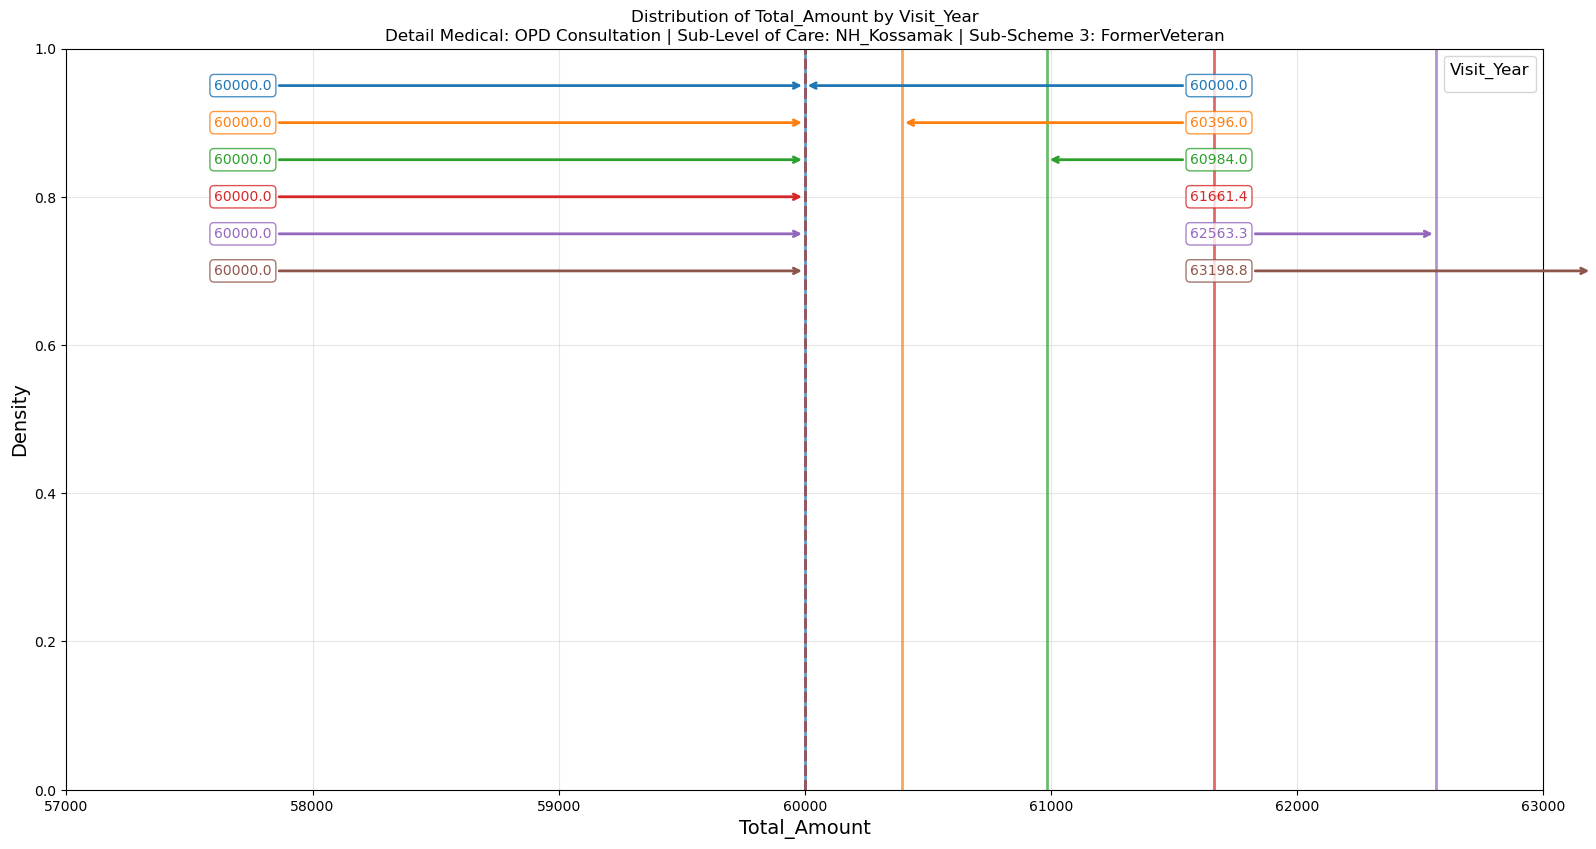 Distribution of Total_Amount by Visit_Year
Detail Medical: OPD Consultation | Sub-Level of Care: NH_Kossamak | Sub-Scheme 3: FormerVeteran
1.0
Visit_Year
60000.0 60000.0
60000.0 60396.0
60000.0 60984.0
0.8
60000.0 61661.4
60000.0 62563.3
60000.0 63198.8
0.6
Density
0.4
0.2
0.0
57000 58000 59000 60000 61000 62000 63000
Total_Amount